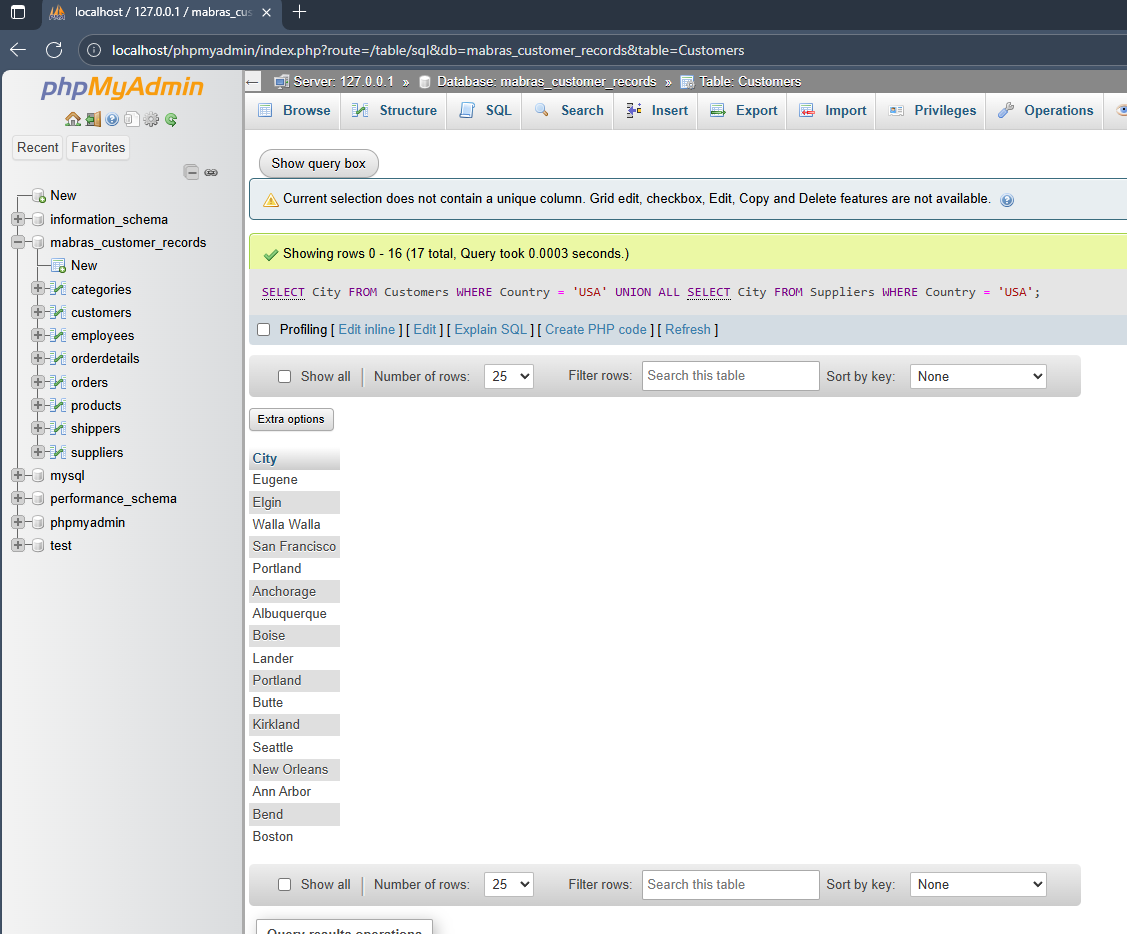 localhost / 127.0.0.1 / mabras_cus
localhost/phpmyadmin/index.php?route=/table/sql&db=mabras_customer_records&table=Customers
phpMyAdmin
Recent Favorites
New
information_schema
mabras_customer_records
New
categories
customers
employees
orderdetails
orders
products
shippers
suppliers
mysql
performance_schema
phpmyadmin
test
Server: 127.0.0.1 » Database: mabras_customer_records » Table: Customers
Browse Structure SQL Search Insert Export Import Privileges Operations
Show query box
Current selection does not contain a unique column. Grid edit, checkbox, Edit, Copy and Delete features are not available.
Showing rows 0 - 16 (17 total, Query took 0.0003 seconds.)
SELECT City FROM Customers WHERE Country = 'USA' UNION ALL SELECT City FROM Suppliers WHERE Country = 'USA';
Profiling [ Edit inline ] [ Edit ] [ Explain SQL ] [ Create PHP code ] [ Refresh ]
Show all | Number of rows: 25 Filter rows: Search this table Sort by key: None
Extra options
City
Eugene
Elgin
Walla Walla
San Francisco
Portland
Anchorage
Albuquerque
Boise
Lander
Portland
Butte
Kirkland
Seattle
New Orleans
Ann Arbor
Bend
Boston
Show all | Number of rows: 25 Filter rows: Search this table Sort by key: None
Query results operations